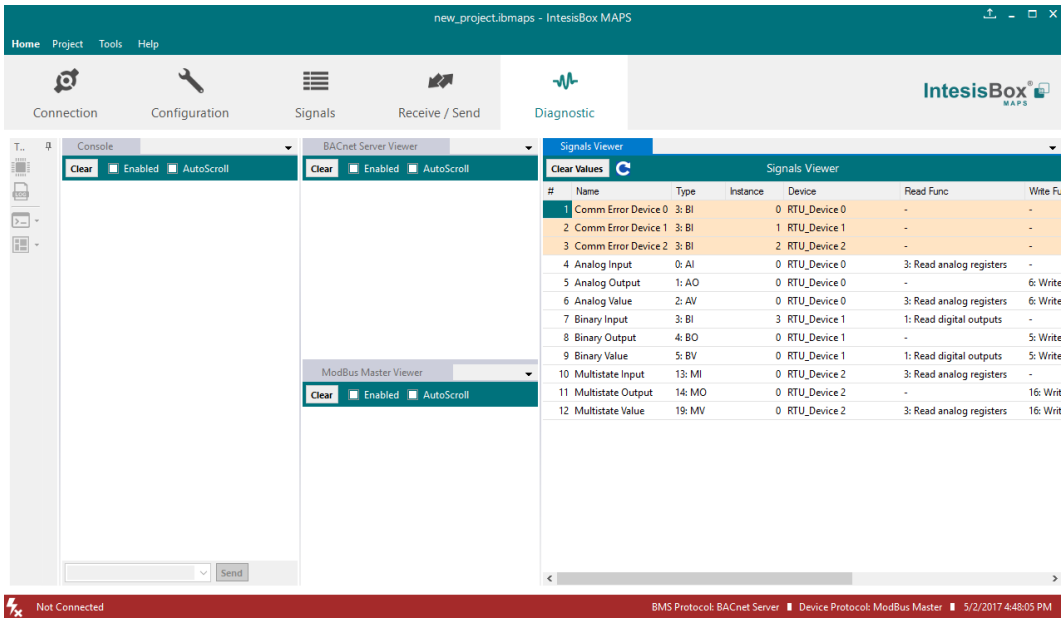 new_project.ibmaps - IntesisBox MAPS
Home Project Tools Help
Connection Configuration Signals Receive / Send Diagnostic
IntesisBox®
MAPS
T..
Console
Clear Enabled AutoScroll
Send
BACnet Server Viewer
Clear Enabled AutoScroll
ModBus Master Viewer
Clear Enabled AutoScroll
Signals Viewer
Clear Values Signals Viewer
# Name Type Instance Device Read Func Write Fu
1 Comm Error Device 0 3: BI 0 RTU_Device 0 - -
2 Comm Error Device 1 3: BI 1 RTU_Device 1 - -
3 Comm Error Device 2 3: BI 2 RTU_Device 2 - -
4 Analog Input 0: AI 0 RTU_Device 0 3: Read analog registers -
5 Analog Output 1: AO 0 RTU_Device 0 - 6: Write
6 Analog Value 2: AV 0 RTU_Device 0 3: Read analog registers 6: Write
7 Binary Input 3: BI 3 RTU_Device 1 1: Read digital outputs -
8 Binary Output 4: BO 0 RTU_Device 1 - 5: Write
9 Binary Value 5: BV 0 RTU_Device 1 1: Read digital outputs 5: Write
10 Multistate Input 13: MI 0 RTU_Device 2 3: Read analog registers -
11 Multistate Output 14: MO 0 RTU_Device 2 - 16: Writ
12 Multistate Value 19: MV 0 RTU_Device 2 3: Read analog registers 16: Writ
Not Connected BMS Protocol: BACnet Server Device Protocol: ModBus Master 5/2/2017 4:48:05 PM